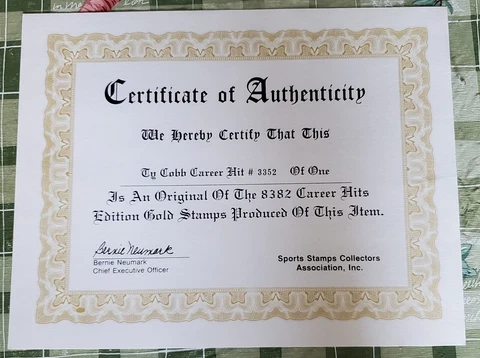 Certificate of Authenticity
We Hereby Certify That This
Ty Cobb Career Hit # 3352 Of One
Is An Original Of The 8382 Career Hits
Edition Gold Stamps Produced Of This Item.
Bernie Neumark
Bernie Neumark
Chief Executive Officer
Sports Stamps Collectors
Association, Inc.